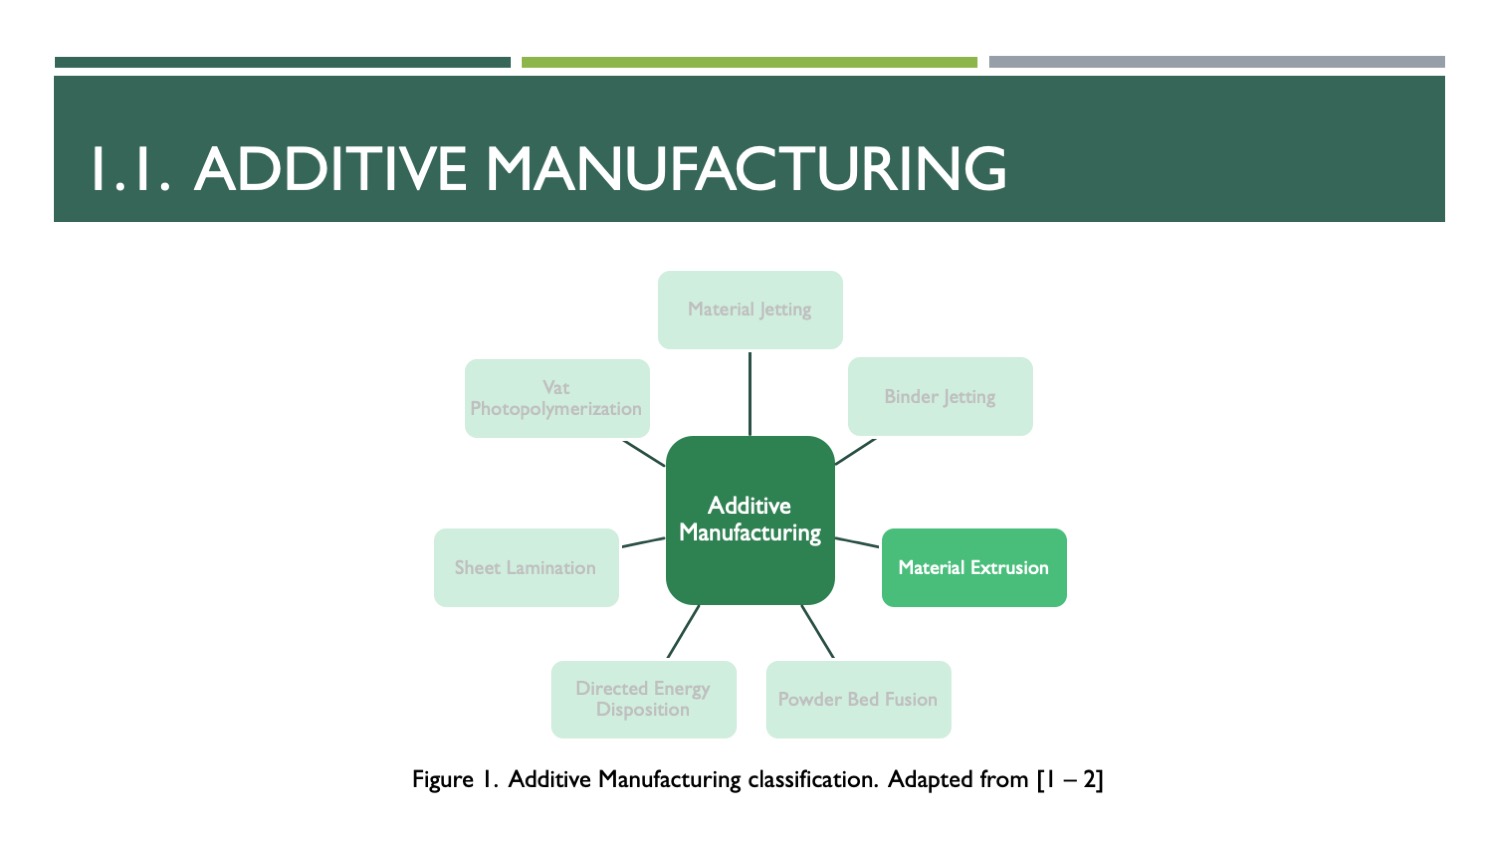 1.1. ADDITIVE MANUFACTURING
Material Jetting
Vat
Photopolymerization
Binder Jetting
Additive
Manufacturing
Sheet Lamination
Material Extrusion
Directed Energy
Disposition
Powder Bed Fusion
Figure 1. Additive Manufacturing classification. Adapted from [1 – 2]